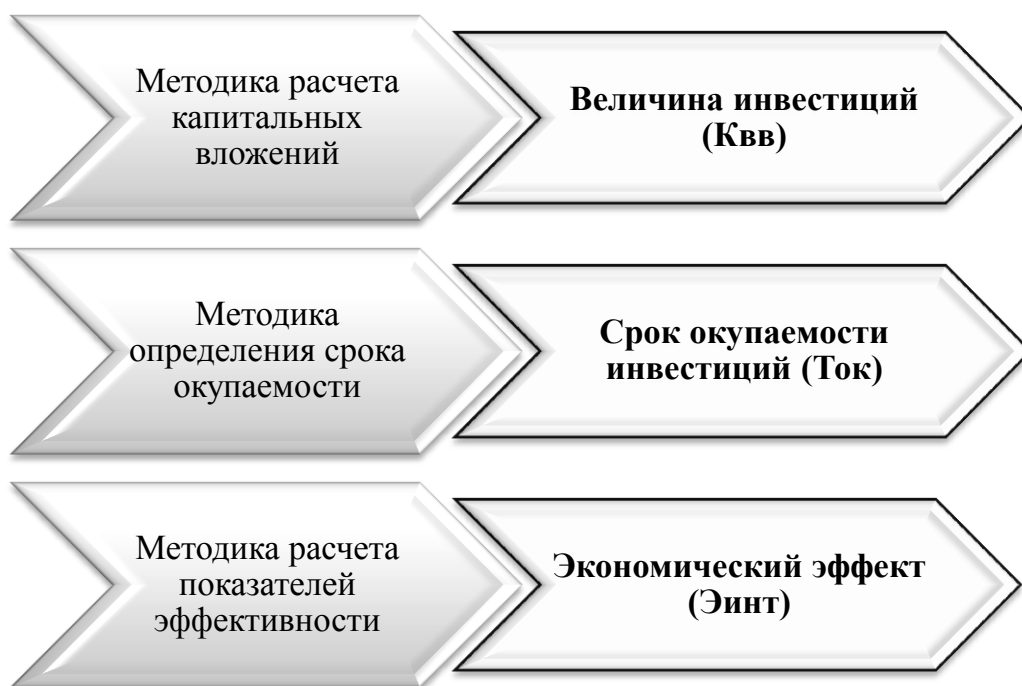 Методика расчета
капитальных
вложений
Величина инвестиций
(Квв)
Методика
определения срока
окупаемости
Срок окупаемости
инвестиций (Ток)
Методика расчета
показателей
эффективности
Экономический эффект
(Эинт)